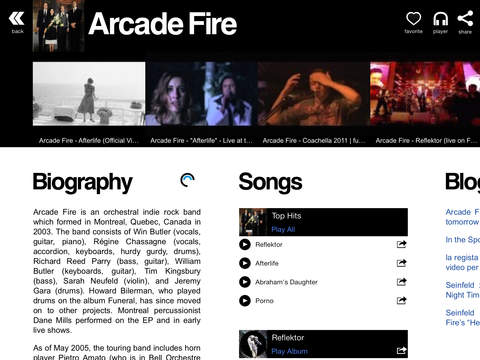 Arcade Fire
back
favorite
player
share
Arcade Fire - Afterlife (Official Vi...
Arcade Fire - "Afterlife" - Live at t...
Arcade Fire - Coachella 2011 | fu...
Arcade Fire - Reflektor (live on F...
Biography
Arcade Fire is an orchestral indie rock band
which formed in Montreal, Quebec, Canada in
2003. The band consists of Win Butler (vocals,
guitar, piano), Régine Chassagne (vocals,
accordion, keyboards, hurdy gurdy, drums),
Richard Reed Parry (bass, guitar), William
Butler (keyboards, guitar), Tim Kingsbury
(bass), Sarah Neufeld (violin), and Jeremy
Gara (drums). Howard Bilerman, who played
drums on the album Funeral, has since moved
on to other projects. Montreal percussionist
Dane Mills performed on the EP and in early
live shows.
As of May 2005, the touring band includes horn
player Pietro Amato (who is in Bell Orchestre
Songs
Top Hits
Play All
Reflektor
Afterlife
Abraham's Daughter
Porno
Reflektor
Play Album
Blog
Arcade F
tomorrow
In the Spo
la regista
video per
Seinfeld
Night Tim
Seinfeld
Fire's "He